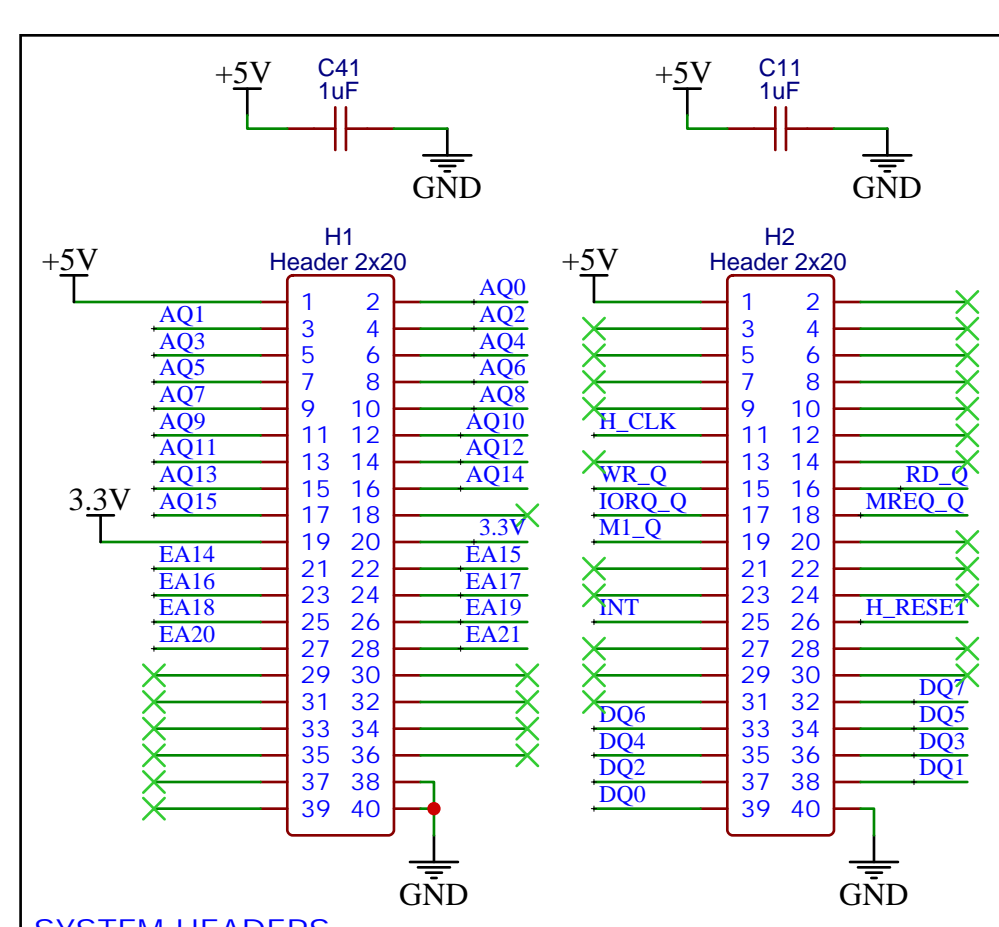 +5V C41 +5V C11
1uF 1uF
GND GND
H1 H2
+5V Header 2x20 +5V Header 2x20
1 2 AQ0 1 2
AQ1 3 4 AQ2 3 4
AQ3 5 6 AQ4 5 6
AQ5 7 8 AQ6 7 8
AQ7 9 10 AQ8 9 10
AQ9 11 12 AQ10 H_CLK 11 12
AQ11 13 14 AQ12 13 14
AQ13 15 16 AQ14 WR_Q 15 16 RD_Q
3.3V AQ15 17 18 IORQ_Q 17 18 MREQ_Q
19 20 3.3V M1_Q 19 20
EA14 21 22 EA15 21 22
EA16 23 24 EA17 23 24
EA18 25 26 EA19 INT 25 26 H_RESET
EA20 27 28 EA21 27 28
29 30 29 30
31 32 31 32 DQ7
33 34 DQ6 33 34 DQ5
35 36 DQ4 35 36 DQ3
37 38 DQ2 37 38 DQ1
39 40 DQ0 39 40
GND GND
SYSTEM HEADERS